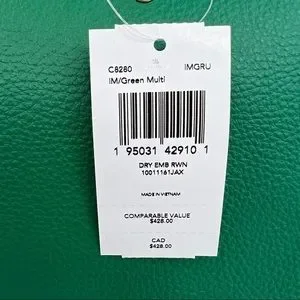 C8280 IMGRU
IM/Green Multi
1 95031 42910 1
DRY EMB RWN
10011161JAX
MADE IN VIETNAM
COMPARABLE VALUE
$428.00
CAD
$428.00